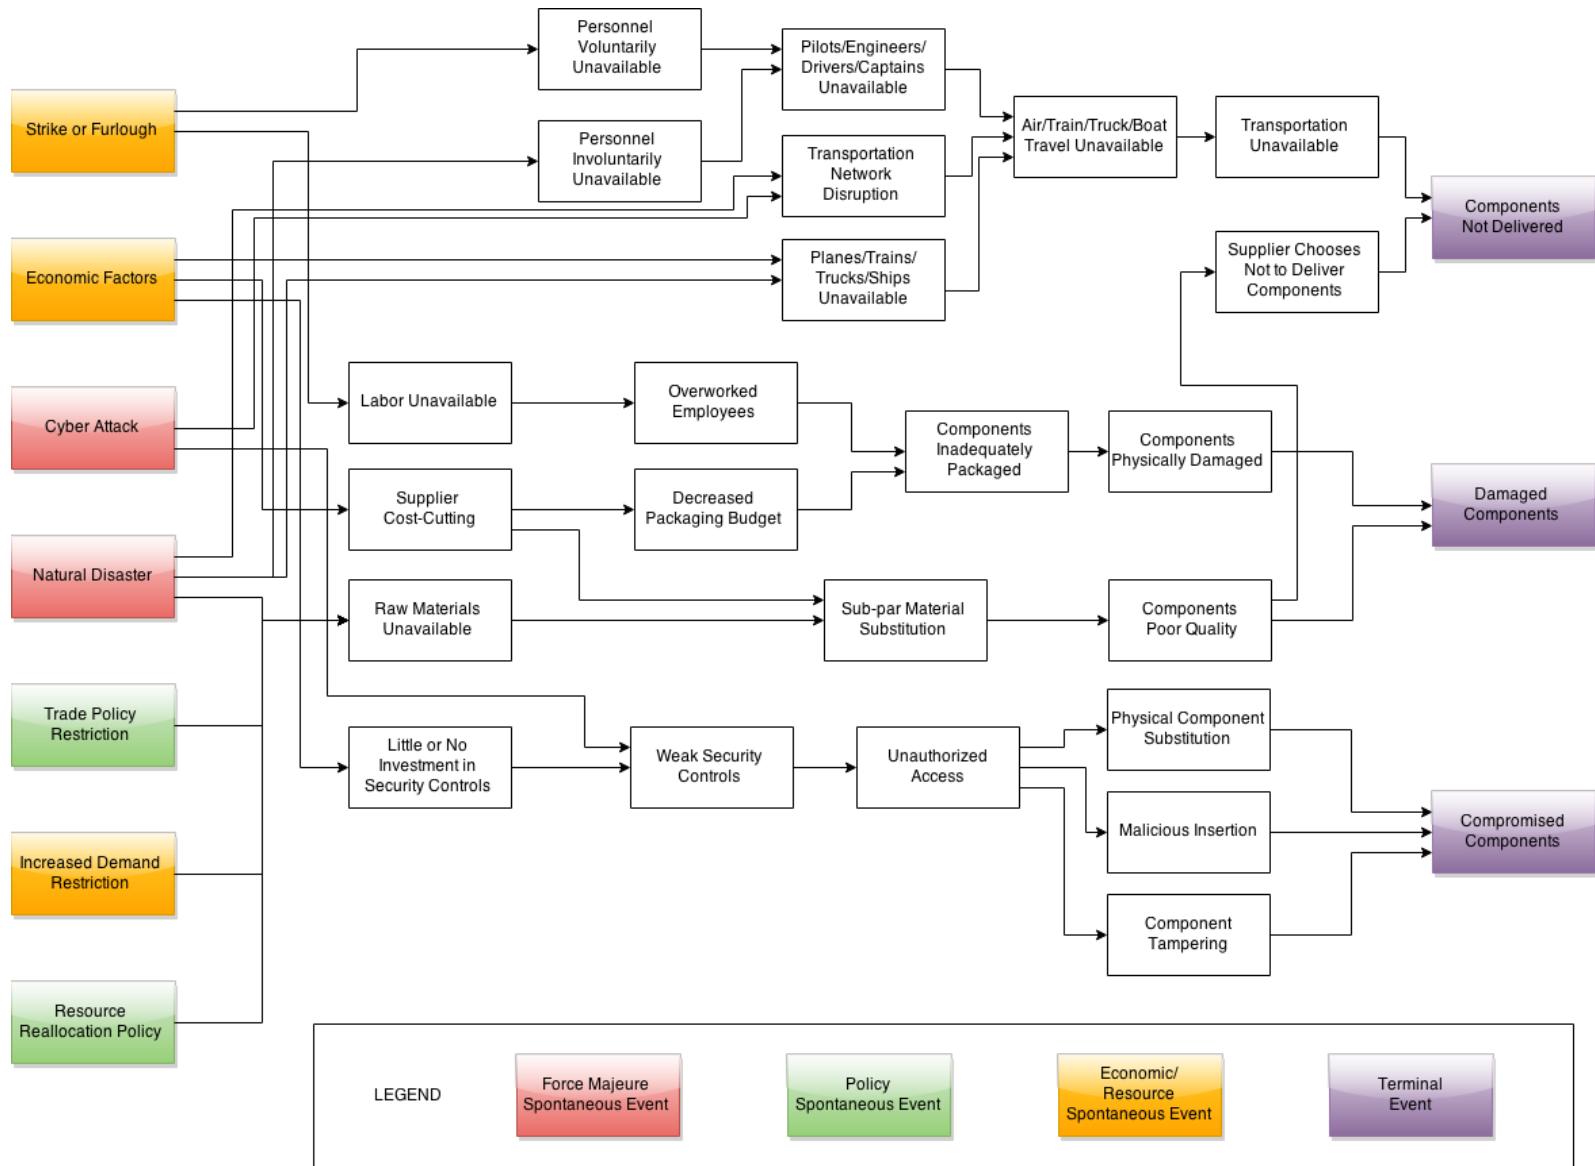 Personnel
Voluntarily
Unavailable
Pilots/Engineers/
Drivers/Captains
Unavailable
Strike or Furlough
Personnel
Involuntarily
Unavailable
Transportation
Network
Disruption
Air/Train/Truck/Boat
Travel Unavailable
Transportation
Unavailable
Components
Not Delivered
Economic Factors
Planes/Trains/
Trucks/Ships
Unavailable
Supplier Chooses
Not to Deliver
Components
Cyber Attack
Labor Unavailable
Overworked
Employees
Components
Inadequately
Packaged
Components
Physically Damaged
Supplier
Cost-Cutting
Decreased
Packaging Budget
Damaged
Components
Natural Disaster
Raw Materials
Unavailable
Sub-par Material
Substitution
Components
Poor Quality
Trade Policy
Restriction
Little or No
Investment in
Security Controls
Weak Security
Controls
Unauthorized
Access
Physical Component
Substitution
Malicious Insertion
Compromised
Components
Increased Demand
Restriction
Component
Tampering
Resource
Reallocation Policy
LEGEND
Force Majeure
Spontaneous Event
Policy
Spontaneous Event
Economic/
Resource
Spontaneous Event
Terminal
Event